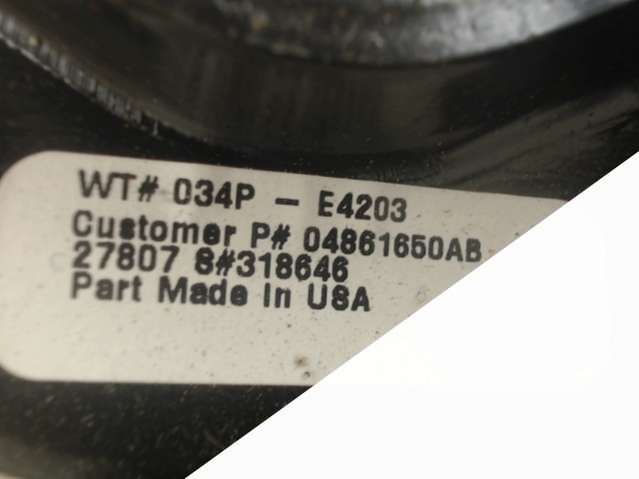 WT# 034P - E4203
Customer P# 04861650AB
27807 S#318646
Part Made In USA